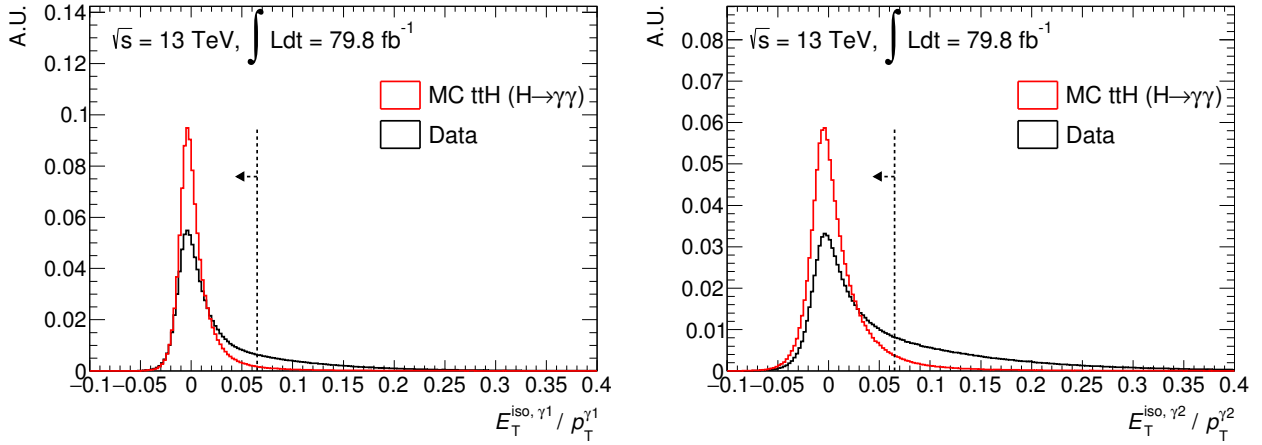 A.U.
√s = 13 TeV, ∫ Ldt = 79.8 fb⁻¹
MC ttH (H→γγ)
Data
0.14
0.12
0.1
0.08
0.06
0.04
0.02
0
−0.1 −0.05 0 0.05 0.1 0.15 0.2 0.25 0.3 0.35 0.4
E_T^{iso, γ1} / p_T^{γ1}
A.U.
√s = 13 TeV, ∫ Ldt = 79.8 fb⁻¹
MC ttH (H→γγ)
Data
0.08
0.07
0.06
0.05
0.04
0.03
0.02
0.01
0
−0.1 −0.05 0 0.05 0.1 0.15 0.2 0.25 0.3 0.35 0.4
E_T^{iso, γ2} / p_T^{γ2}